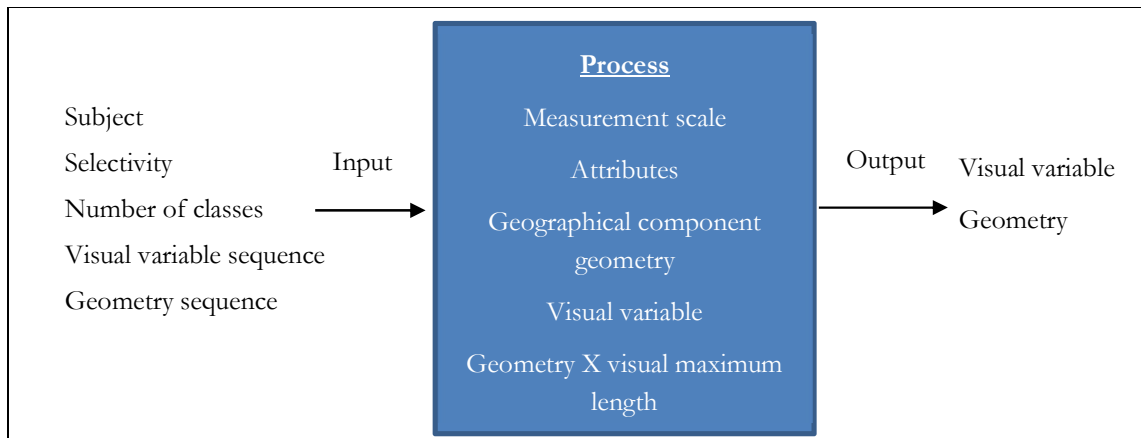 Subject
Selectivity
Number of classes
Visual variable sequence
Geometry sequence
Input
Process
Measurement scale
Attributes
Geographical component
geometry
Visual variable
Geometry X visual maximum
length
Output
Visual variable
Geometry